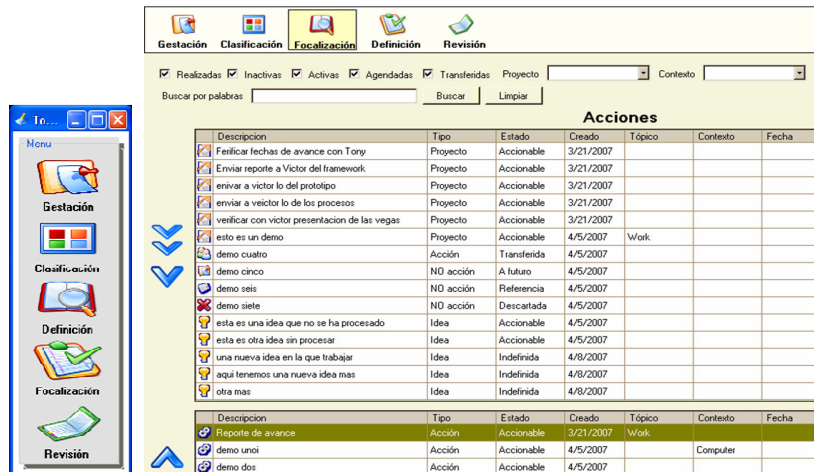 To...
Menu
Gestación
Clasificación
Definición
Focalización
Revisión
Gestación Clasificación Focalización Definición Revisión
Realizadas Inactivas Activas Agendadas Transferidas Proyecto Contexto
Buscar por palabras Buscar Limpiar
Acciones
Descripcion Tipo Estado Creado Tópico Contexto Fecha
Ferificar fechas de avance con Tony Proyecto Accionable 3/21/2007
Enviar reporte a Victor del framework Proyecto Accionable 3/21/2007
enivar a victor lo del prototipo Proyecto Accionable 3/21/2007
enviar a veictor lo de los procesos Proyecto Accionable 3/21/2007
verificar con victor presentacion de las vegas Proyecto Accionable 3/21/2007
esto es un demo Proyecto Accionable 4/5/2007 Work
demo cuatro Acción Transferida 4/5/2007
demo cinco NO acción A futuro 4/5/2007
demo seis NO acción Referencia 4/5/2007
demo siete NO acción Descartada 4/5/2007
esta es una idea que no se ha procesado Idea Accionable 4/5/2007
esta es otra idea sin procesar Idea Accionable 4/5/2007
una nueva idea en la que trabajar Idea Indefinida 4/8/2007
aqui tenemos una nueva idea mas Idea Indefinida 4/8/2007
otra mas Idea Indefinida 4/8/2007
Descripcion Tipo Estado Creado Tópico Contexto Fecha
Reporte de avance Acción Accionable 3/21/2007 Work
demo unoi Acción Accionable 4/5/2007 Computer
demo dos Acción Accionable 4/5/2007